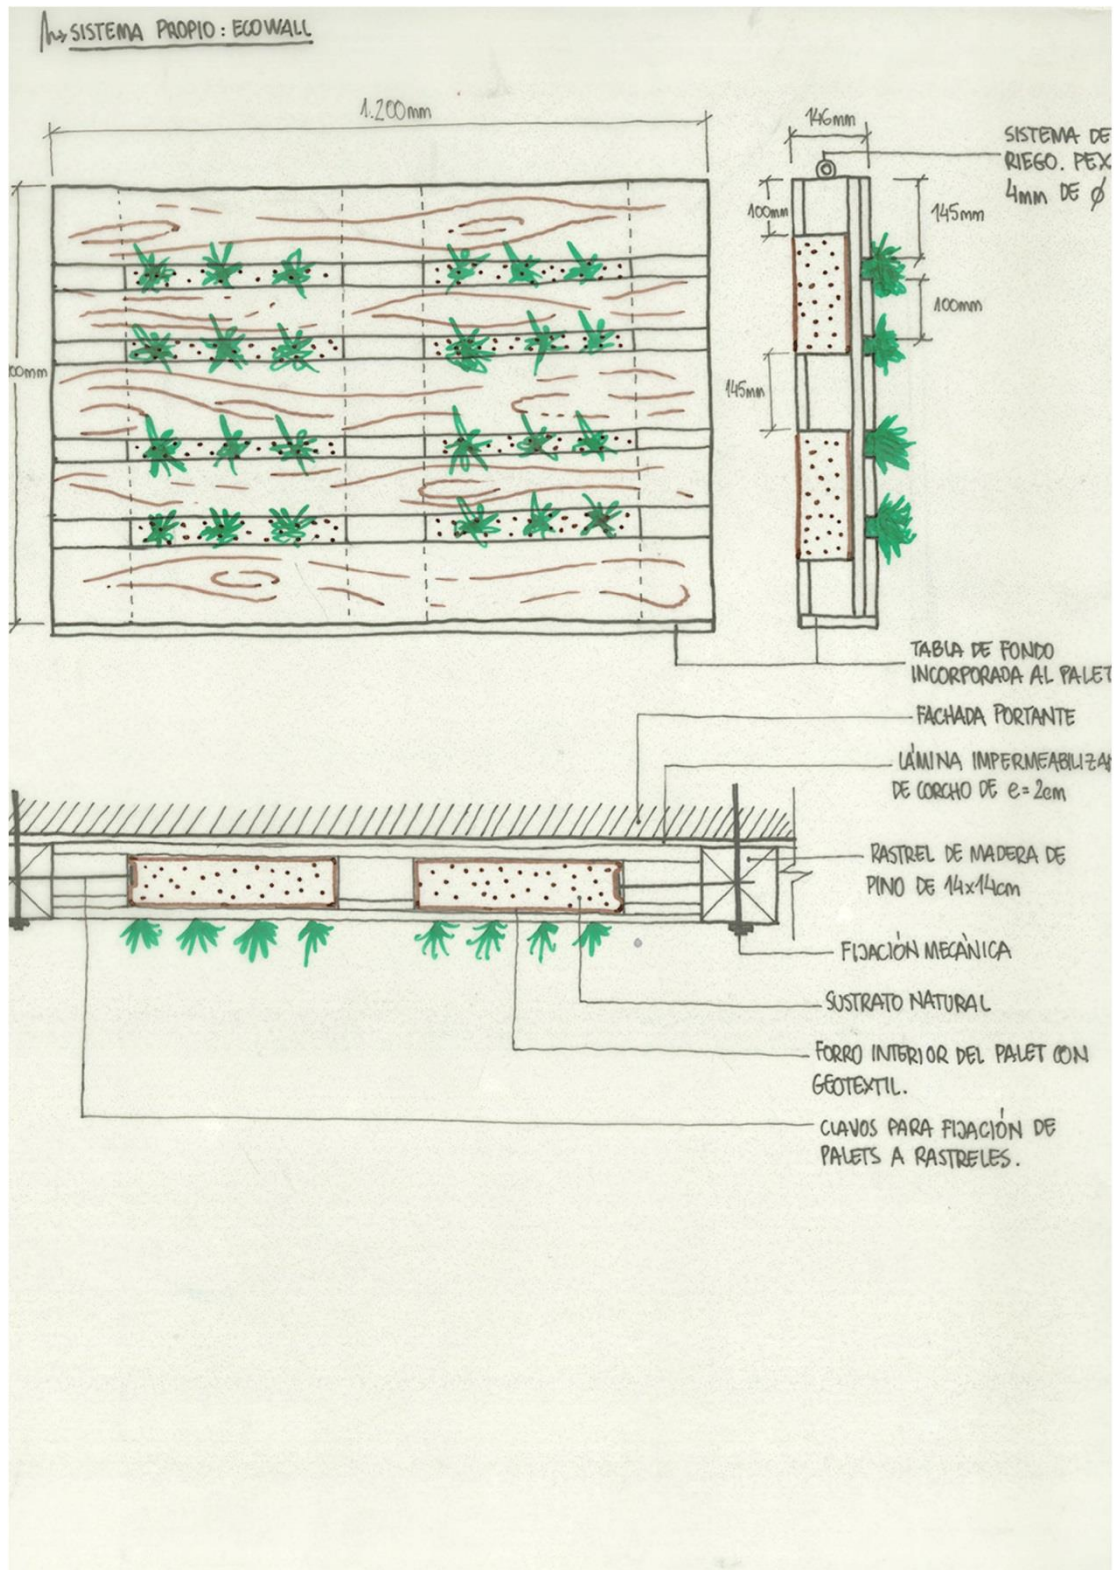 SISTEMA PROPIO: ECOWALL
1.200mm
146mm
SISTEMA DE
RIEGO. PEX
4mm DE Ø
100mm
145mm
100mm
00mm
145mm
TABLA DE FONDO
INCORPORADA AL PALET
FACHADA PORTANTE
LÁMINA IMPERMEABILIZA
DE CORCHO DE e=2cm
RASTREL DE MADERA DE
PINO DE 14x14cm
FIJACIÓN MECÀNICA
SUSTRATO NATURAL
FORRO INTERIOR DEL PALET CON
GEOTEXTIL.
CLAVOS PARA FIJACIÓN DE
PALETS A RASTRELES.